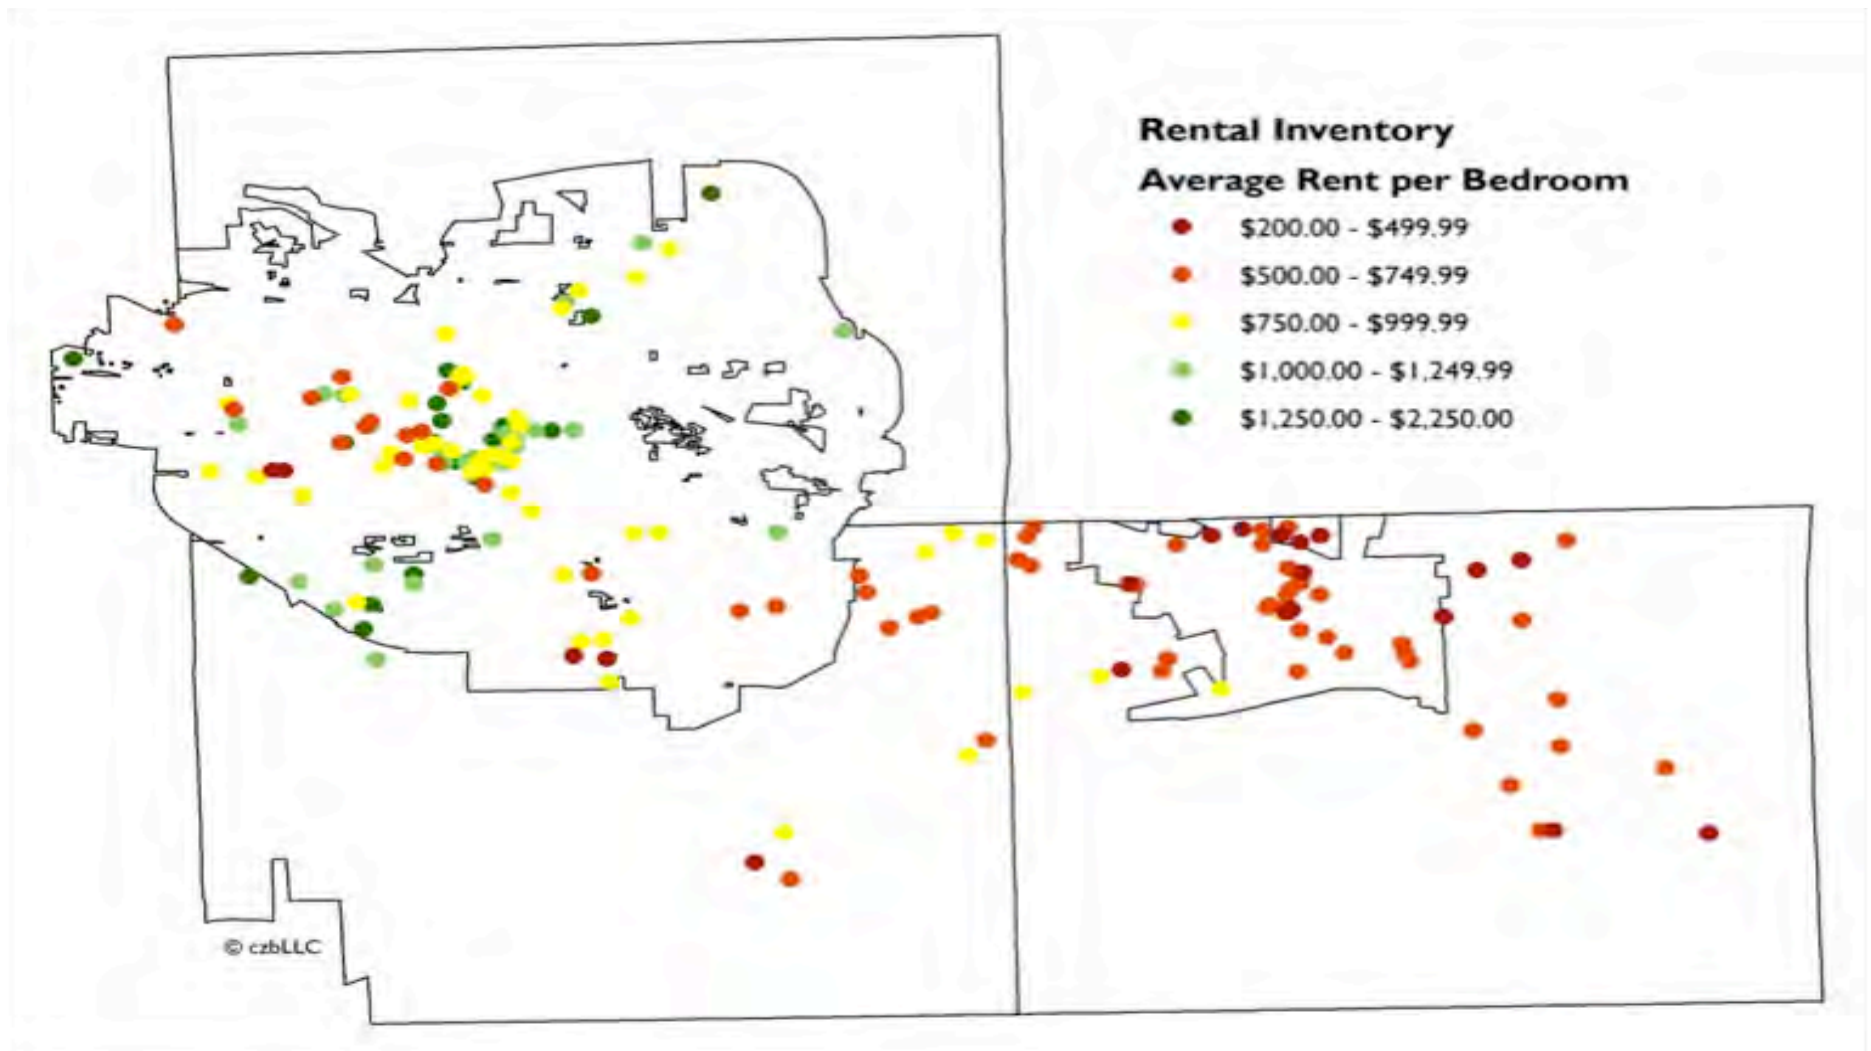 Rental Inventory
Average Rent per Bedroom
$200.00 - $499.99
$500.00 - $749.99
$750.00 - $999.99
$1,000.00 - $1,249.99
$1,250.00 - $2,250.00
© czbLLC